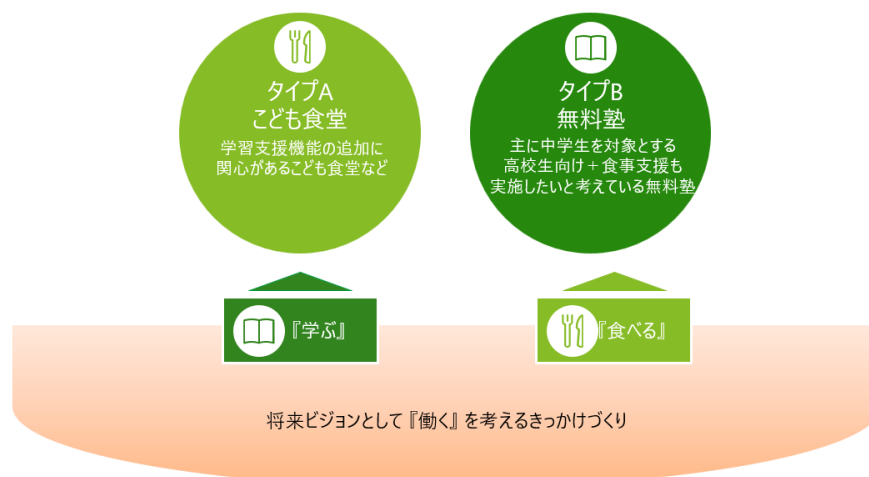 タイプA
こども食堂
学習支援機能の追加に
関心があるこども食堂など
タイプB
無料塾
主に中学生を対象とする
高校生向け＋食事支援も
実施したいと考えている無料塾
『学ぶ』
『食べる』
将来ビジョンとして『働く』を考えるきっかけづくり